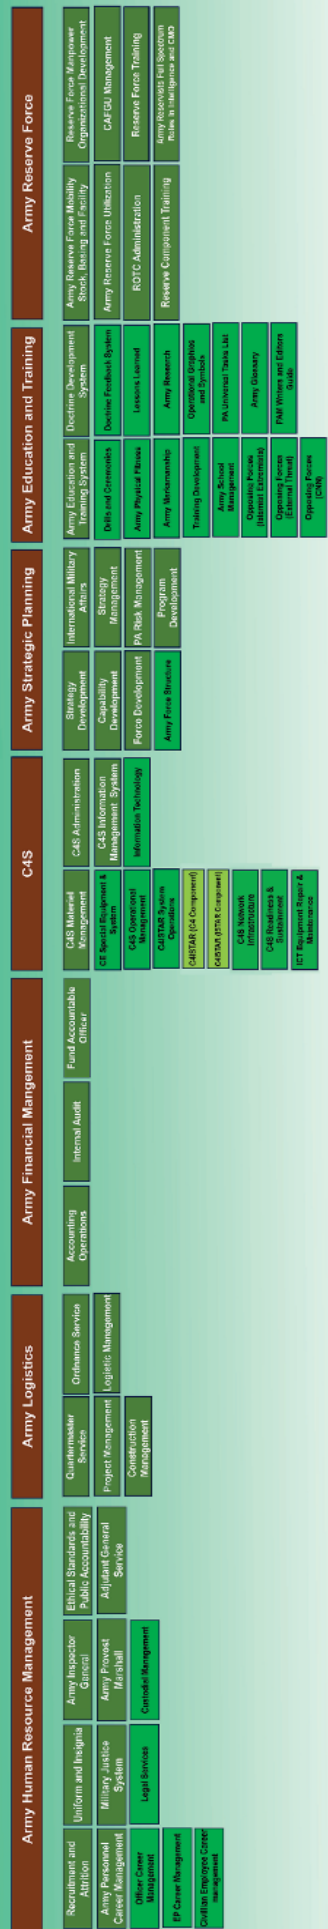 Army Human Resource Management
Recruitment and
Attrition
Uniform and Insignia
Army Inspector
General
Ethical Standards and
Public Accountability
Army Personnel
Career Management
Military Justice
System
Army Provost
Marshall
Adjutant General
Service
Officer Career
Management
Legal Services
Custodial Management
EP Career Management
Civilian Employee Career
management
Army Logistics
Quartermaster
Service
Ordnance Service
Project Management
Logistic Management
Construction
Management
Army Financial Mangement
Accounting
Operations
Internal Audit
Fund Accountable
Officer
C4S
C4S Materiel
Management
C4S Administration
CE Special Equipment &
System
C4S Information
Management System
C4S Operational
Management
Information Technology
C4ISTAR System
Operations
C4ISTAR (C4 Component)
C4ISTAR (ISTAR Component)
C4S Network
Infrastructure
C4S Readiness &
Sustainment
ICT Equipment Repair &
Maintenance
Army Strategic Planning
Strategy
Development
International Military
Affairs
Capability
Development
Strategy
Management
Force Development
PA Risk Management
Army Force Structure
Program
Development
Army Education and Training
Army Education and
Training System
Doctrine Development
System
Drills and Ceremonies
Doctrine Feedback System
Army Physical Fitness
Lessons Learned
Army Marksmanship
Army Research
Training Development
Operational Graphics
and Symbols
Army School
Management
PA Universal Tasks List
Opposing Forces
(Internal Extremists)
Army Glossary
Opposing Forces
(External Threat)
PAM Writers and Editors
Guide
Opposing Forces
(CNN)
Army Reserve Force
Army Reserve Force Mobility
Stock, Basing and Facility
Reserve Force Manpower
Organizational Development
Army Reserve Force Utilization
CAFGU Management
ROTC Administration
Reserve Force Training
Reserve Component Training
Army Reservists Full Spectrum
Roles in Intelligence and CMO